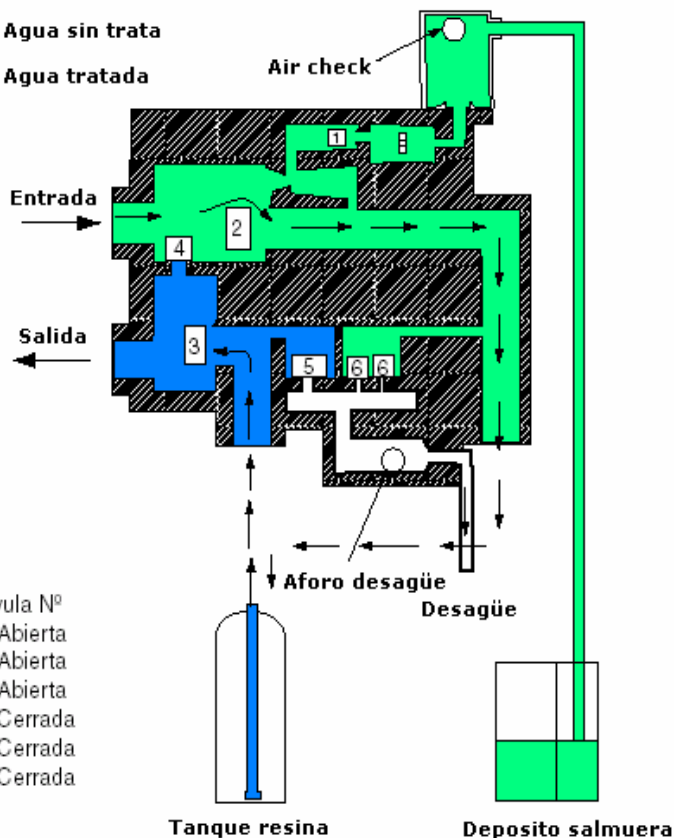 Agua sin trata
Agua tratada
Air check
1
Entrada
2
4
Salida
3
5
6
6
Aforo desagüe
Desagüe
Nº
Abierta
Abierta
Abierta
Cerrada
Cerrada
Cerrada
Tanque resina
Deposito salmuera